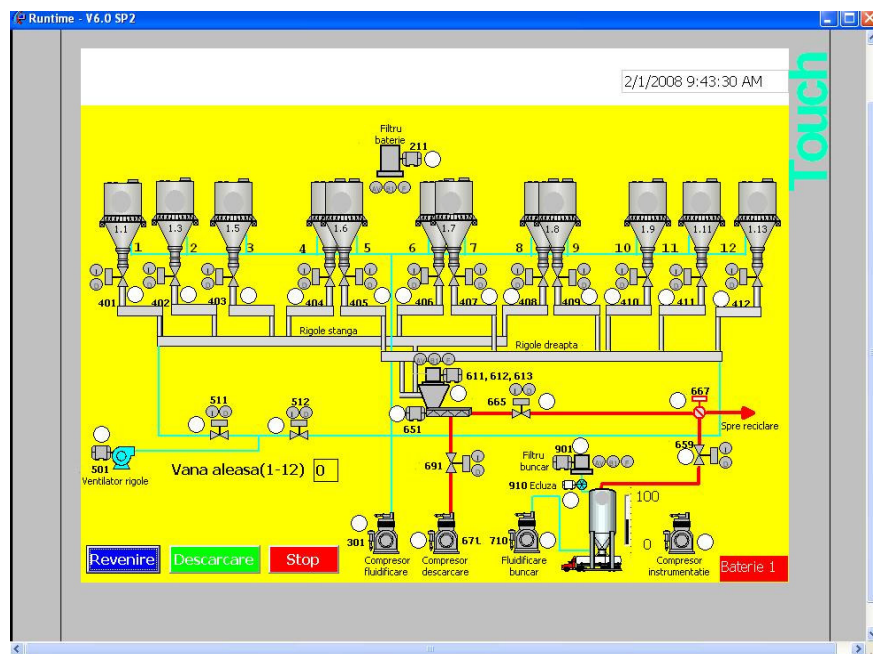 Runtime - V6.0 SP2
2/1/2008 9:43:30 AM
Touch
Filtru
baterie
211
AV R1 F
1.1 1.3 1.5 1.6 1.7 1.8 1.9 1.11 1.13
1 2 3 4 5 6 7 8 9 10 11 12
401 402 403 404 405 406 407 408 409 410 411 412
Rigole stanga
Rigole dreapta
611, 612, 613
651
665
667
Spre reciclare
511
512
501
Ventilator rigole
Vana aleasa(1-12) 0
691
Filtru
buncar
901
659
910 Ecluza
100
0
301
Compresor
fluidificare
671
Compresor
descarcare
710
Fluidificare
buncar
Compresor
instrumentatie
Revenire
Descarcare
Stop
Baterie 1